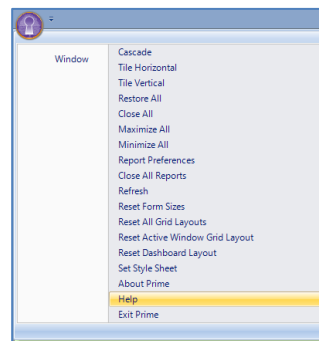 Window
Cascade
Tile Horizontal
Tile Vertical
Restore All
Close All
Maximize All
Minimize All
Report Preferences
Close All Reports
Refresh
Reset Form Sizes
Reset All Grid Layouts
Reset Active Window Grid Layout
Reset Dashboard Layout
Set Style Sheet
About Prime
Help
Exit Prime